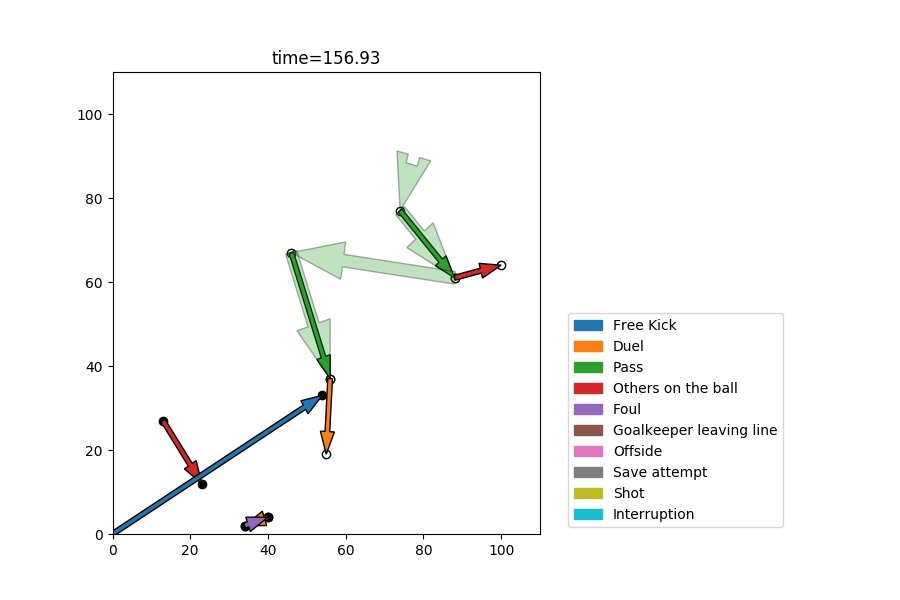 time=156.93
100
80
60
40
20
0
0 20 40 60 80 100
Free Kick
Duel
Pass
Others on the ball
Foul
Goalkeeper leaving line
Offside
Save attempt
Shot
Interruption